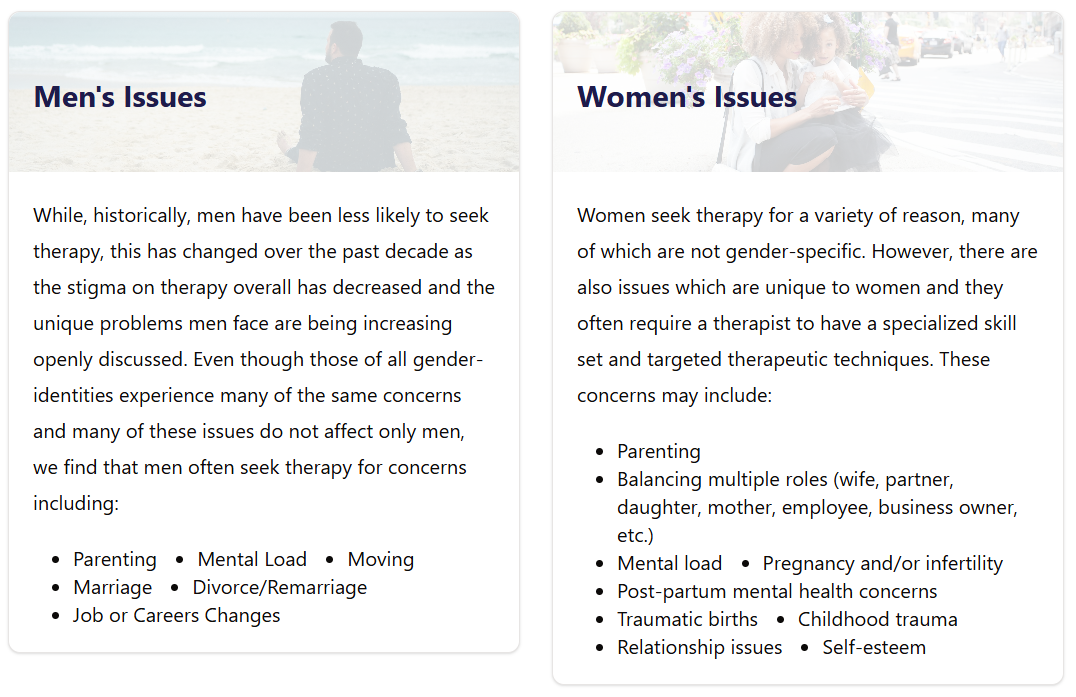 Men's Issues
While, historically, men have been less likely to seek
therapy, this has changed over the past decade as
the stigma on therapy overall has decreased and the
unique problems men face are being increasing
openly discussed. Even though those of all gender-
identities experience many of the same concerns
and many of these issues do not affect only men,
we find that men often seek therapy for concerns
including:
• Parenting • Mental Load • Moving
• Marriage • Divorce/Remarriage
• Job or Careers Changes
Women's Issues
Women seek therapy for a variety of reason, many
of which are not gender-specific. However, there are
also issues which are unique to women and they
often require a therapist to have a specialized skill
set and targeted therapeutic techniques. These
concerns may include:
• Parenting
• Balancing multiple roles (wife, partner,
daughter, mother, employee, business owner,
etc.)
• Mental load • Pregnancy and/or infertility
• Post-partum mental health concerns
• Traumatic births • Childhood trauma
• Relationship issues • Self-esteem